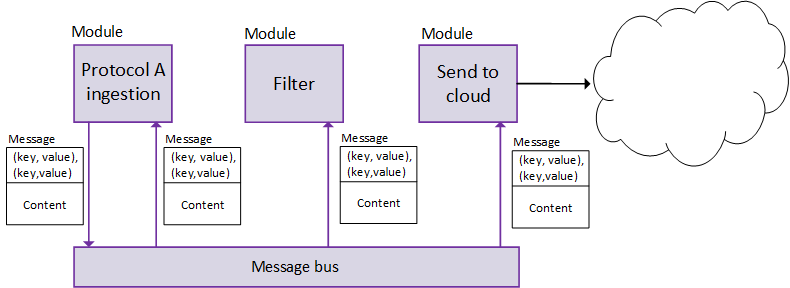 Module
Module
Module
Protocol A
ingestion
Filter
Send to
cloud
Message
(key, value),
(key,value)
Content
Message
(key, value),
(key,value)
Content
Message
(key, value),
(key,value)
Content
Message
(key, value),
(key,value)
Content
Message bus